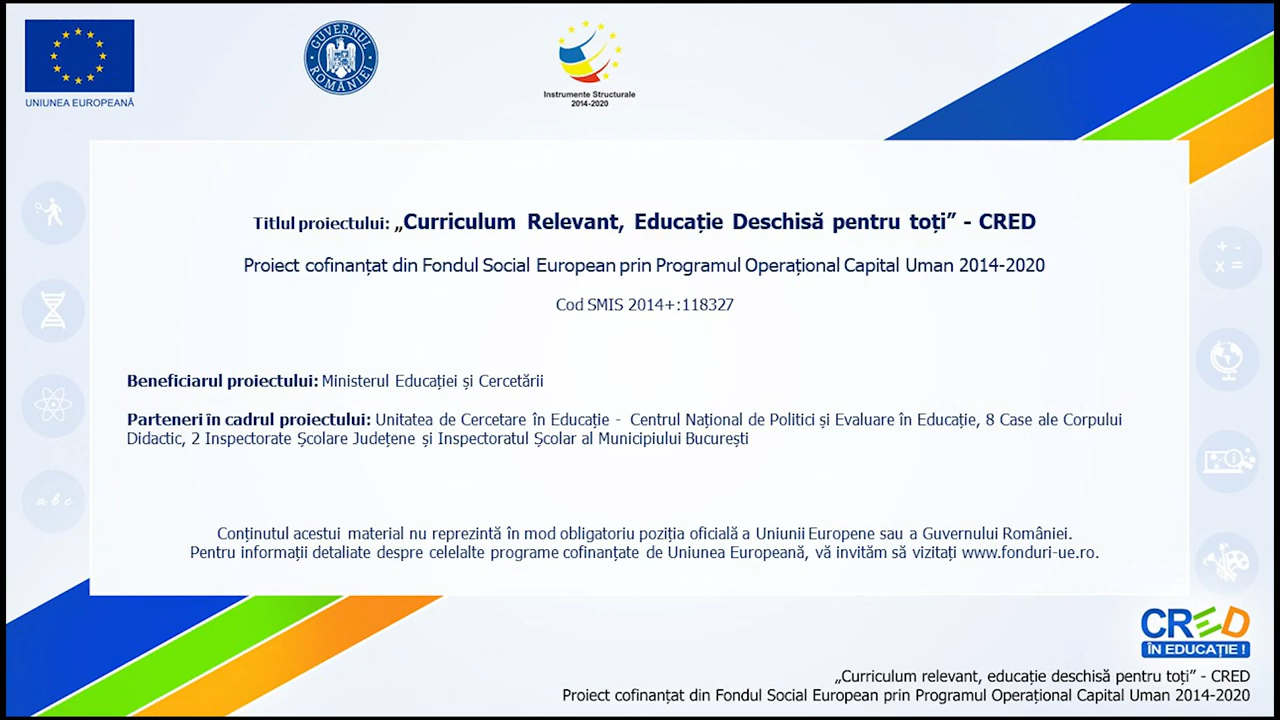 UNIUNEA EUROPEANĂ
GUVERNUL ROMÂNIEI
Instrumente Structurale
2014-2020
Titlul proiectului: „Curriculum Relevant, Educație Deschisă pentru toți” - CRED
Proiect cofinanțat din Fondul Social European prin Programul Operațional Capital Uman 2014-2020
Cod SMIS 2014+:118327
Beneficiarul proiectului: Ministerul Educației și Cercetării
Parteneri în cadrul proiectului: Unitatea de Cercetare în Educație - Centrul Național de Politici și Evaluare în Educație, 8 Case ale Corpului
Didactic, 2 Inspectorate Școlare Județene și Inspectoratul Școlar al Municipiului București
Conținutul acestui material nu reprezintă în mod obligatoriu poziția oficială a Uniunii Europene sau a Guvernului României.
Pentru informații detaliate despre celelalte programe cofinanțate de Uniunea Europeană, vă invităm să vizitați www.fonduri-ue.ro.
a b c
+ -
x =
CRED
ÎN EDUCAȚIE !
„Curriculum relevant, educație deschisă pentru toți” - CRED
Proiect cofinanțat din Fondul Social European prin Programul Operațional Capital Uman 2014-2020